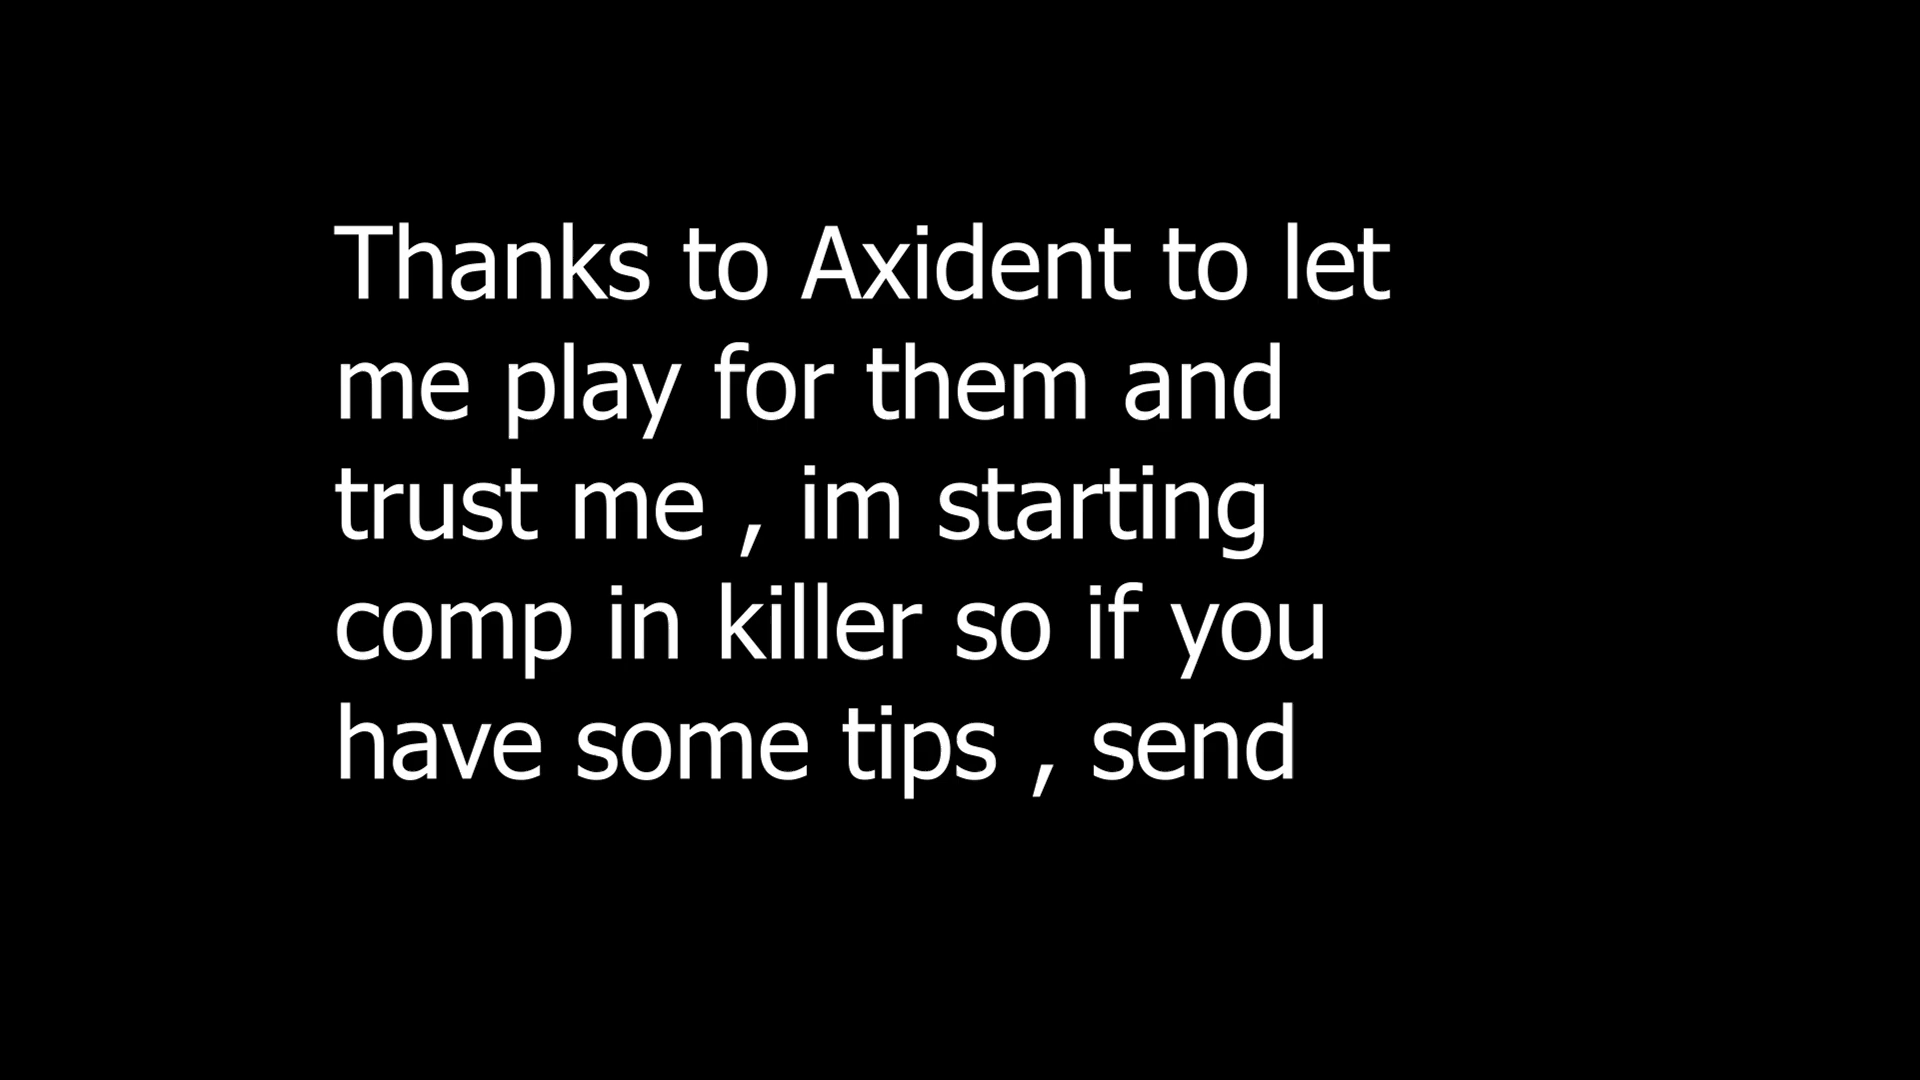 Thanks to Axident to let
me play for them and
trust me , im starting
comp in killer so if you
have some tips , send